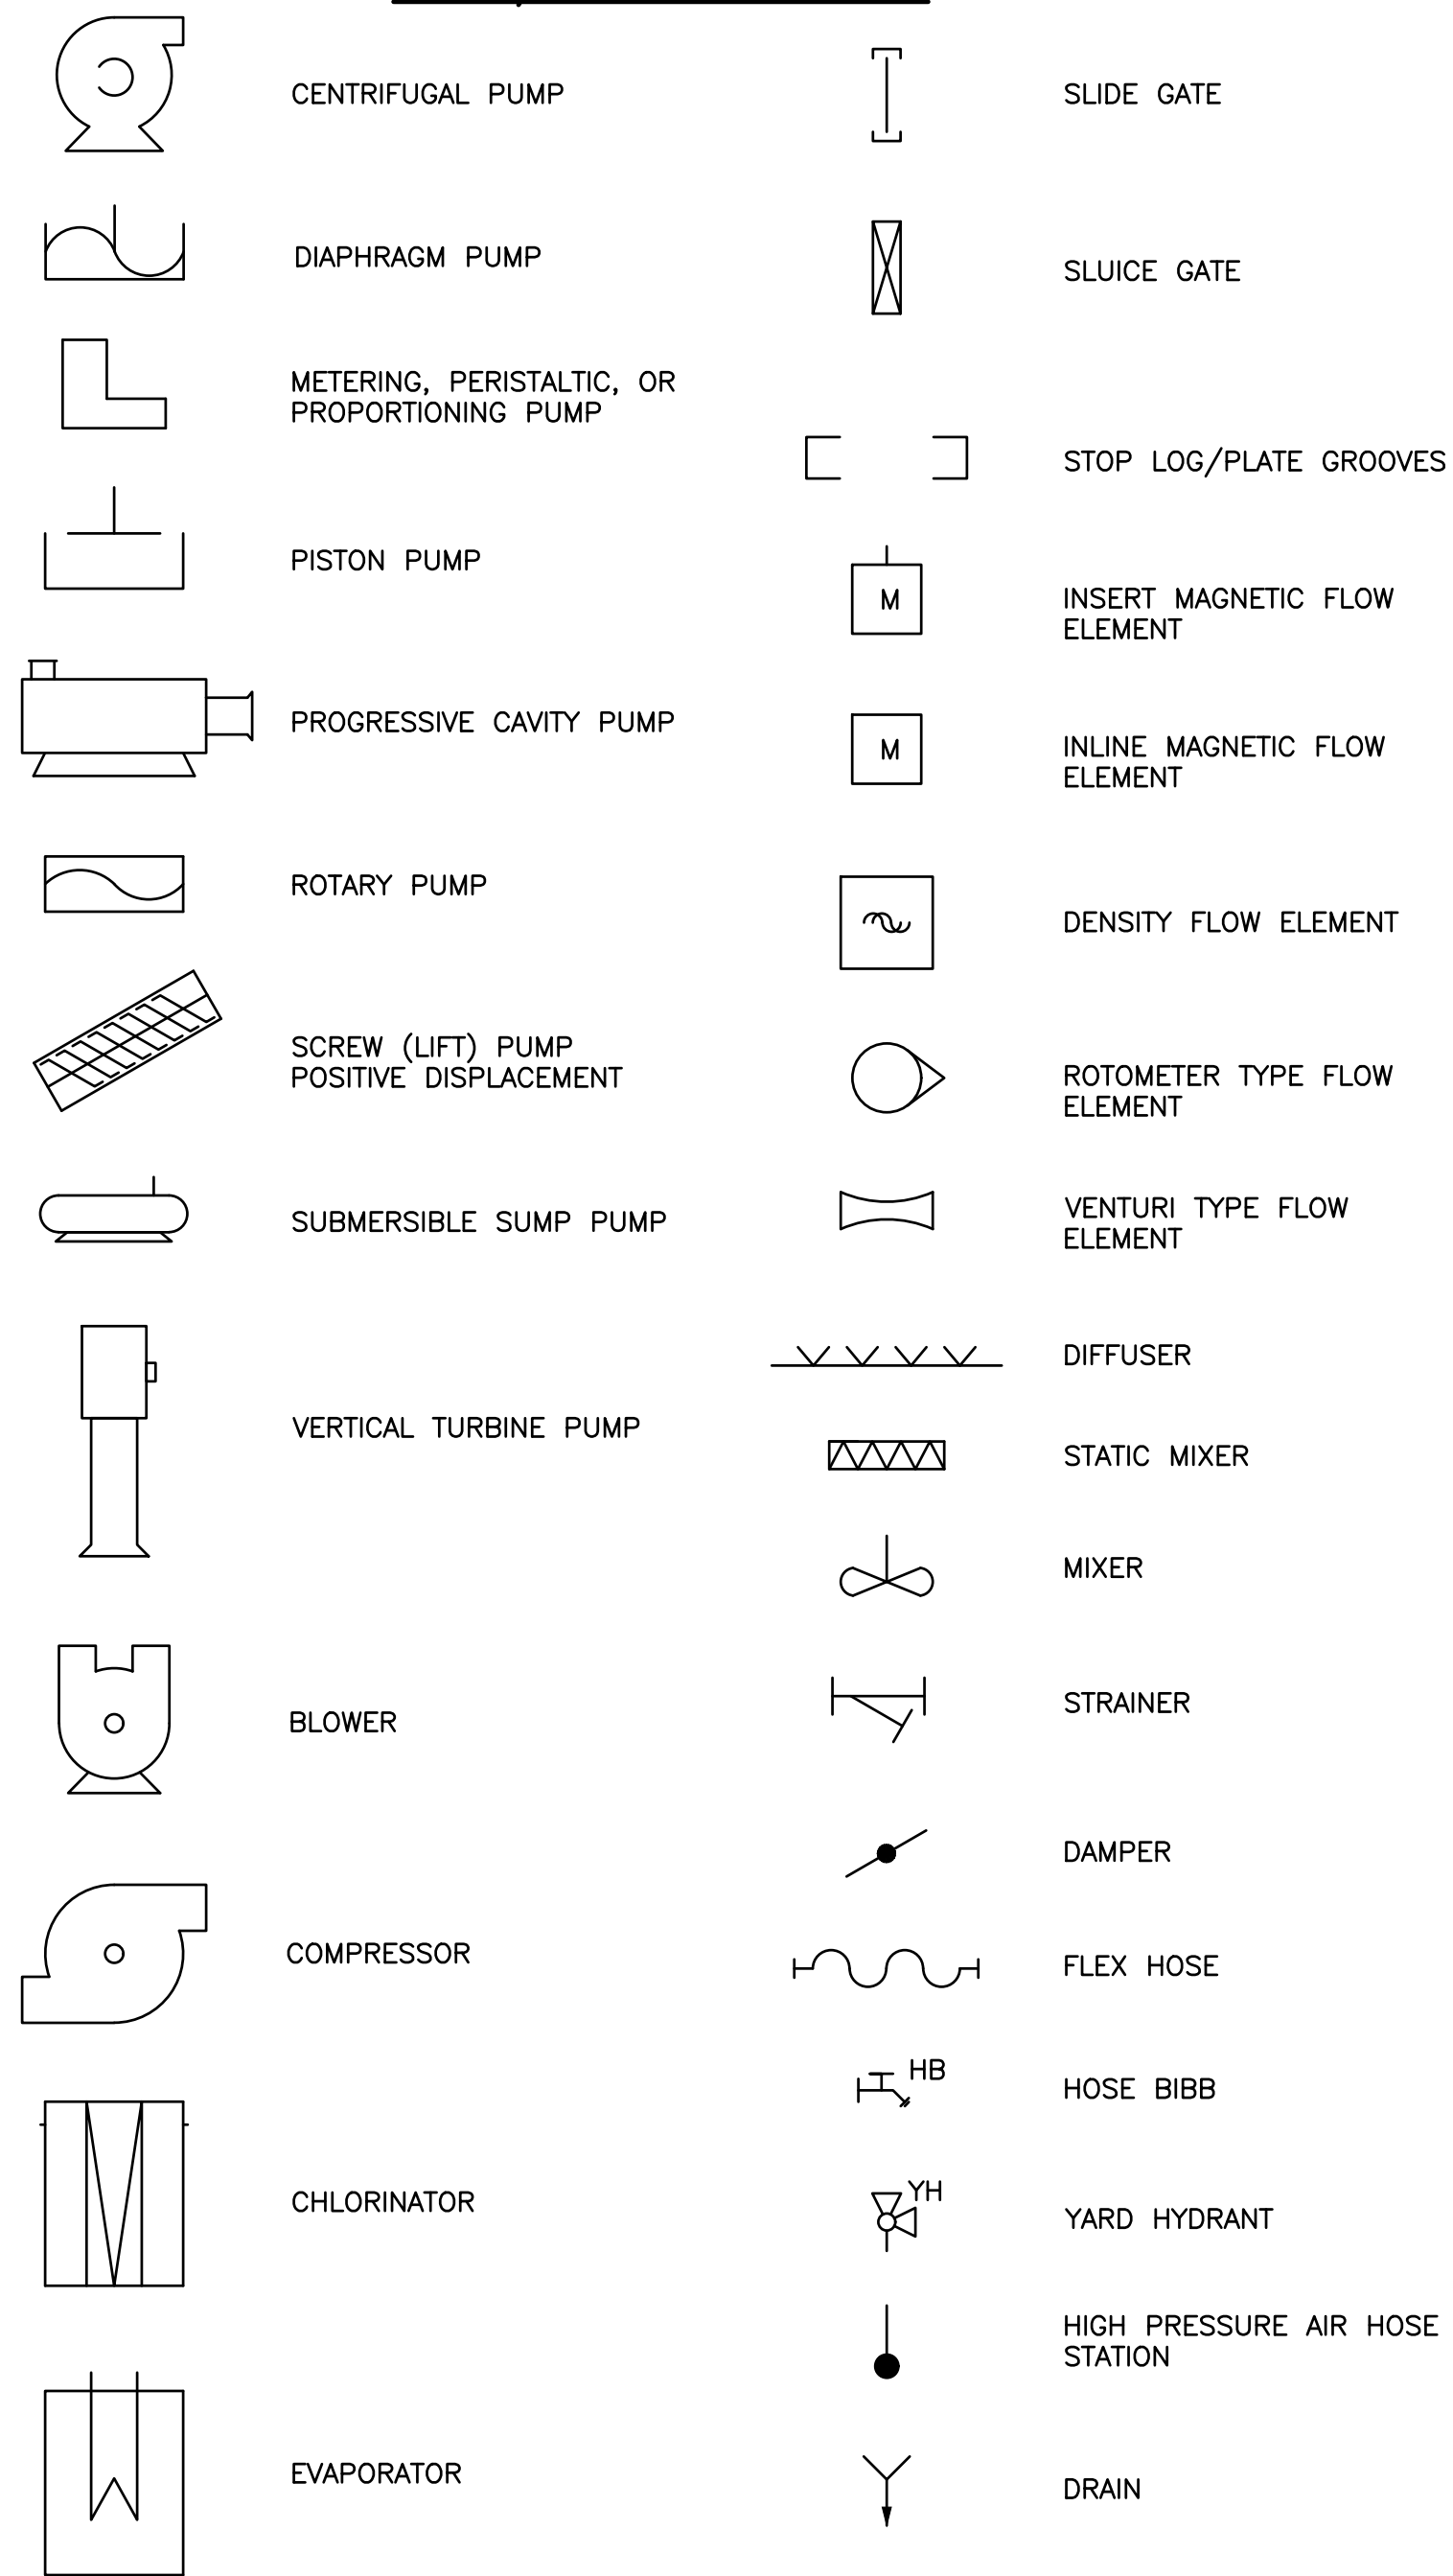 CENTRIFUGAL PUMP
DIAPHRAGM PUMP
METERING, PERISTALTIC, OR
PROPORTIONING PUMP
PISTON PUMP
PROGRESSIVE CAVITY PUMP
ROTARY PUMP
SCREW (LIFT) PUMP
POSITIVE DISPLACEMENT
SUBMERSIBLE SUMP PUMP
VERTICAL TURBINE PUMP
BLOWER
COMPRESSOR
CHLORINATOR
EVAPORATOR
SLIDE GATE
SLUICE GATE
STOP LOG/PLATE GROOVES
M
INSERT MAGNETIC FLOW
ELEMENT
M
INLINE MAGNETIC FLOW
ELEMENT
DENSITY FLOW ELEMENT
ROTOMETER TYPE FLOW
ELEMENT
VENTURI TYPE FLOW
ELEMENT
DIFFUSER
STATIC MIXER
MIXER
STRAINER
DAMPER
FLEX HOSE
HB
HOSE BIBB
YH
YARD HYDRANT
HIGH PRESSURE AIR HOSE
STATION
DRAIN